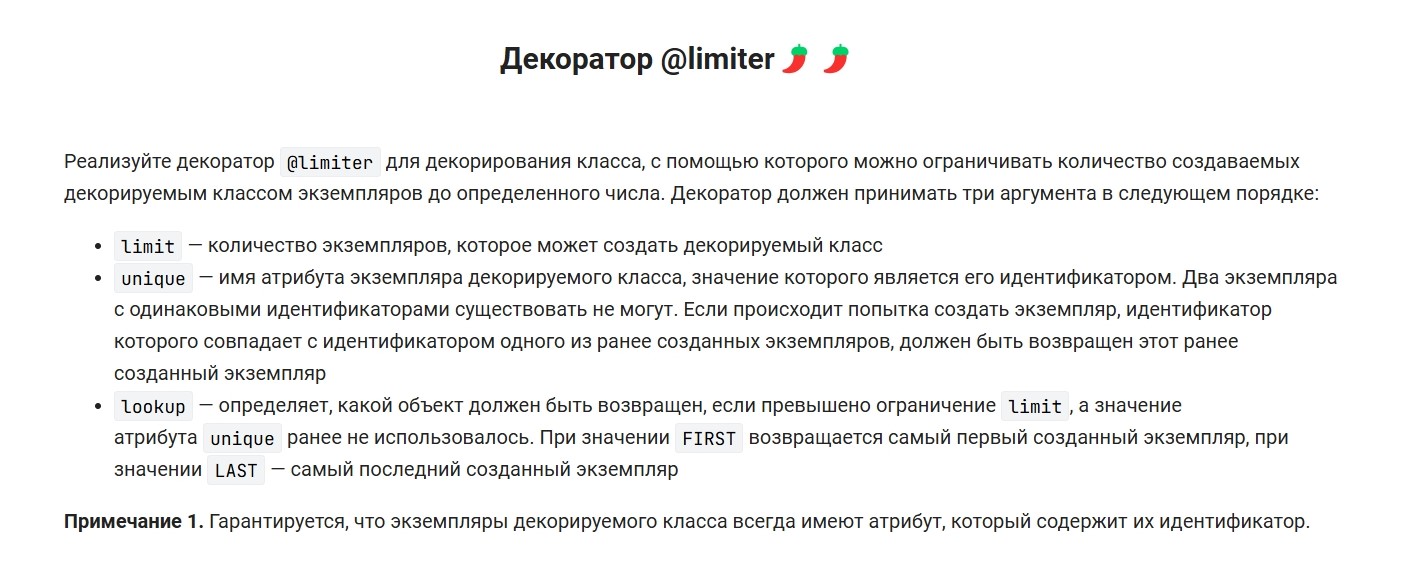 Декоратор @limiter 🌶️🌶️
Реализуйте декоратор @limiter для декорирования класса, с помощью которого можно ограничивать количество создаваемых
декорируемым классом экземпляров до определенного числа. Декоратор должен принимать три аргумента в следующем порядке:
• limit — количество экземпляров, которое может создать декорируемый класс
• unique — имя атрибута экземпляра декорируемого класса, значение которого является его идентификатором. Два экземпляра
с одинаковыми идентификаторами существовать не могут. Если происходит попытка создать экземпляр, идентификатор
которого совпадает с идентификатором одного из ранее созданных экземпляров, должен быть возвращен этот ранее
созданный экземпляр
• lookup — определяет, какой объект должен быть возвращен, если превышено ограничение limit, а значение
атрибута unique ранее не использовалось. При значении FIRST возвращается самый первый созданный экземпляр, при
значении LAST — самый последний созданный экземпляр
Примечание 1. Гарантируется, что экземпляры декорируемого класса всегда имеют атрибут, который содержит их идентификатор.